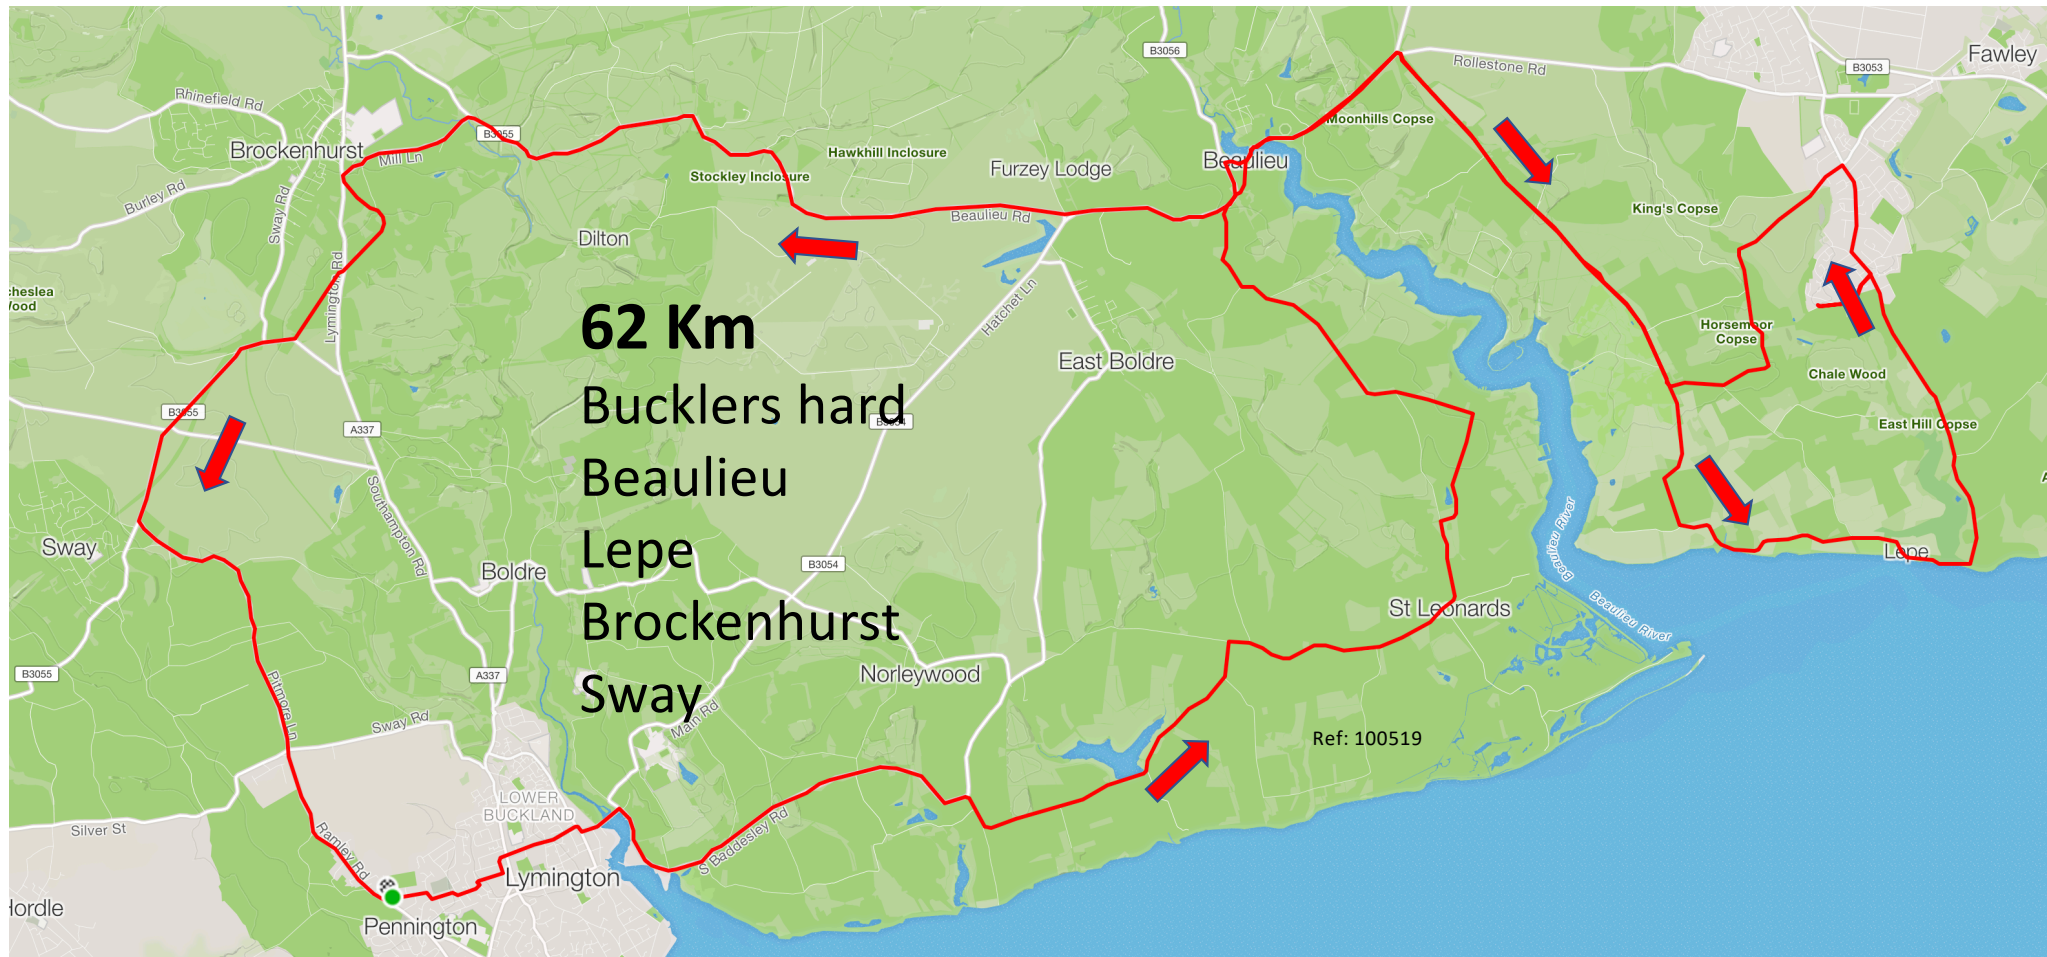 B3056
Rollestone Rd
Fawley
B3053
Rhinefield Rd
Moonhills Copse
B3055
Brockenhurst
Mill Ln
Hawkhill Inclosure
Beaulieu
Furzey Lodge
Stockley Inclosure
Burley Rd
Sway Rd
Beaulieu Rd
King's Copse
Dilton
Lymington Rd
cheslea
Wood
Hatchet Ln
62 Km
Horsemoor
Copse
East Boldre
Chale Wood
Bucklers hard
B3055
A337
B3054
East Hill Copse
Beaulieu
Southampton Rd
Beaulieu River
Sway
Lepe
Lepe
Boldre
B3054
Beaulieu River
St Leonards
Brockenhurst
B3055
A337
Norleywood
Sway
Pitmore Ln
Sway Rd
Main Rd
Ref: 100519
LOWER
BUCKLAND
Silver St
Ramley Rd
S Baddesley Rd
Lymington
Hordle
Pennington